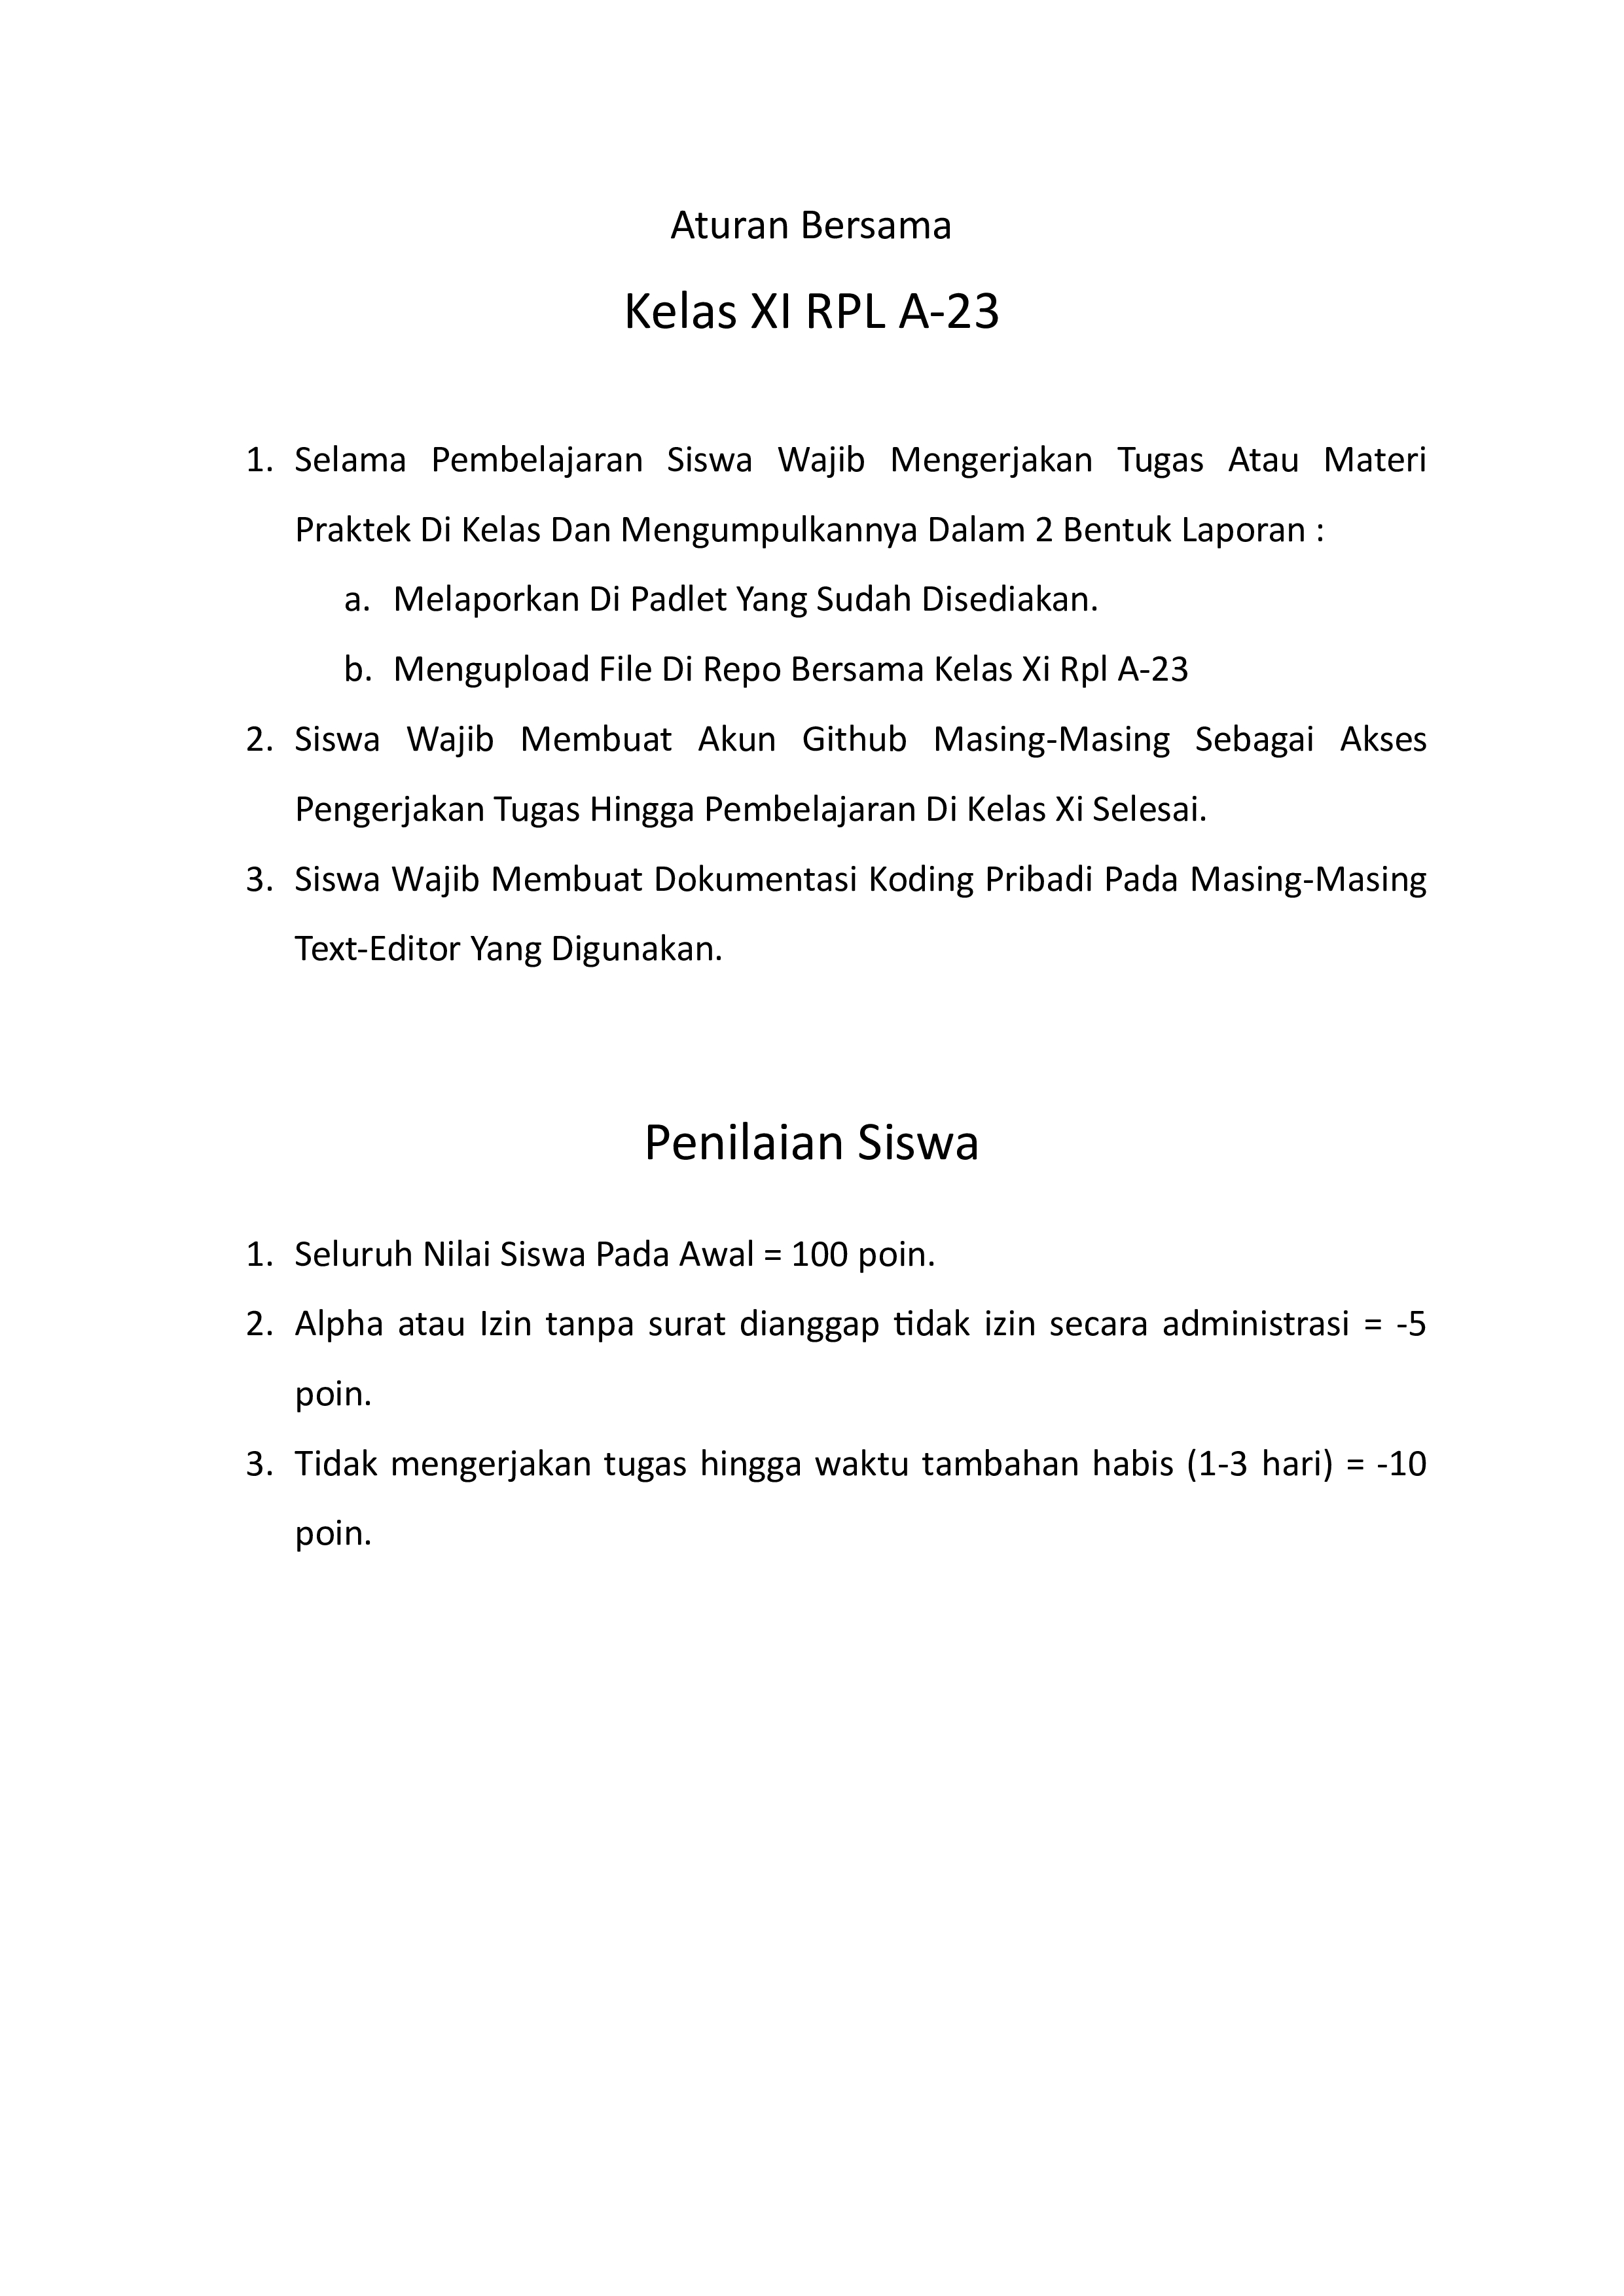 Aturan Bersama
Kelas XI RPL A-23
1. Selama Pembelajaran Siswa Wajib Mengerjakan Tugas Atau Materi
Praktek Di Kelas Dan Mengumpulkannya Dalam 2 Bentuk Laporan :
a. Melaporkan Di Padlet Yang Sudah Disediakan.
b. Mengupload File Di Repo Bersama Kelas Xi Rpl A-23
2. Siswa Wajib Membuat Akun Github Masing-Masing Sebagai Akses
Pengerjakan Tugas Hingga Pembelajaran Di Kelas Xi Selesai.
3. Siswa Wajib Membuat Dokumentasi Koding Pribadi Pada Masing-Masing
Text-Editor Yang Digunakan.
Penilaian Siswa
1. Seluruh Nilai Siswa Pada Awal = 100 poin.
2. Alpha atau Izin tanpa surat dianggap tidak izin secara administrasi = -5
poin.
3. Tidak mengerjakan tugas hingga waktu tambahan habis (1-3 hari) = -10
poin.